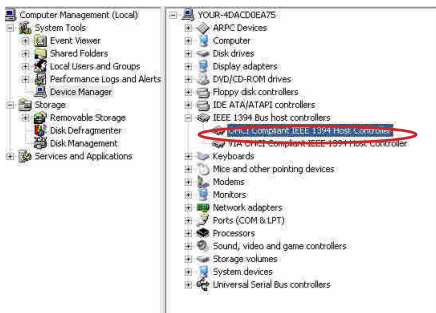 Computer Management (Local)
System Tools
Event Viewer
Shared Folders
Local Users and Groups
Performance Logs and Alerts
Device Manager
Storage
Removable Storage
Disk Defragmenter
Disk Management
Services and Applications
YOUR-4DACD0EA75
ARPC Devices
Computer
Disk drives
Display adapters
DVD/CD-ROM drives
Floppy disk controllers
IDE ATA/ATAPI controllers
IEEE 1394 Bus host controllers
OHCI Compliant IEEE 1394 Host Controller
VIA OHCI Compliant IEEE 1394 Host Controller
Keyboards
Mice and other pointing devices
Modems
Monitors
Network adapters
Ports (COM & LPT)
Processors
Sound, video and game controllers
Storage volumes
System devices
Universal Serial Bus controllers